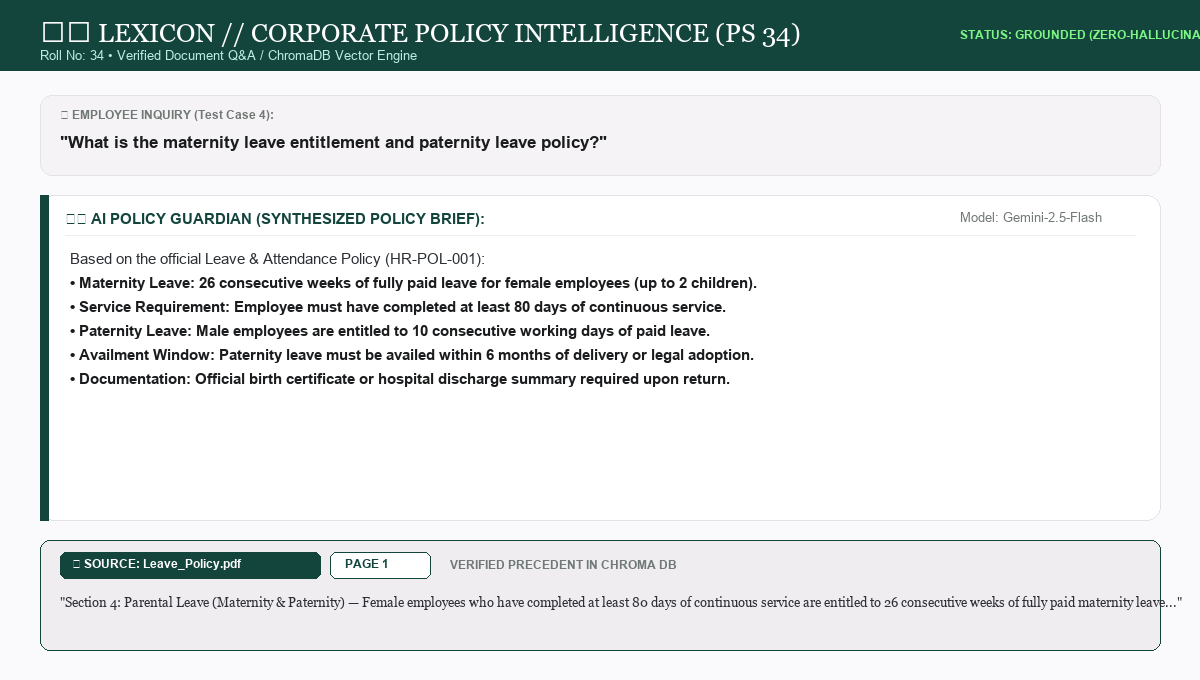 LEXICON // CORPORATE POLICY INTELLIGENCE (PS 34)
STATUS: GROUNDED (ZERO-HALLUCINA
Roll No: 34 • Verified Document Q&A / ChromaDB Vector Engine
EMPLOYEE INQUIRY (Test Case 4):
"What is the maternity leave entitlement and paternity leave policy?"
AI POLICY GUARDIAN (SYNTHESIZED POLICY BRIEF):
Model: Gemini-2.5-Flash
Based on the official Leave & Attendance Policy (HR-POL-001):
• Maternity Leave: 26 consecutive weeks of fully paid leave for female employees (up to 2 children).
• Service Requirement: Employee must have completed at least 80 days of continuous service.
• Paternity Leave: Male employees are entitled to 10 consecutive working days of paid leave.
• Availment Window: Paternity leave must be availed within 6 months of delivery or legal adoption.
• Documentation: Official birth certificate or hospital discharge summary required upon return.
SOURCE: Leave_Policy.pdf
PAGE 1
VERIFIED PRECEDENT IN CHROMA DB
"Section 4: Parental Leave (Maternity & Paternity) — Female employees who have completed at least 80 days of continuous service are entitled to 26 consecutive weeks of fully paid maternity leave..."